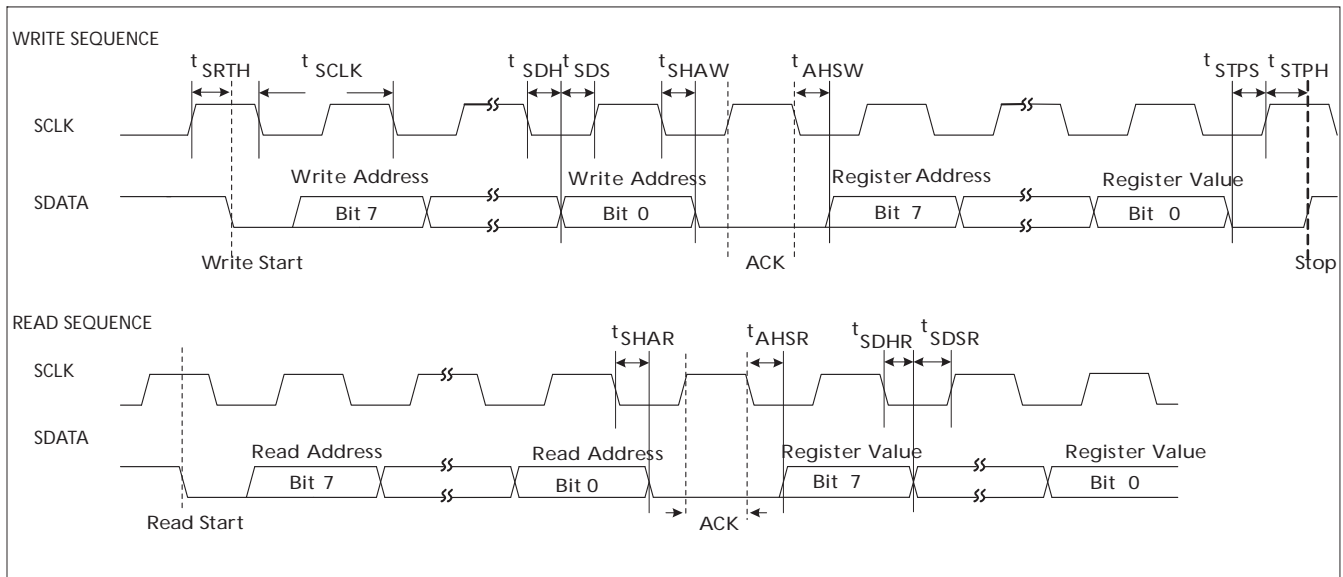 WRITE SEQUENCE
tSRTH tSCLK tSDH tSDS tSHAW tAHSW tSTPS tSTPH
SCLK
Write Address Write Address Register Address Register Value
SDATA
Bit 7 Bit 0 Bit 7 Bit 0
Write Start ACK Stop
READ SEQUENCE
tSHAR tAHSR tSDHR tSDSR
SCLK
SDATA
Read Address Read Address Register Value Register Value
Bit 7 Bit 0 Bit 7 Bit 0
Read Start ACK